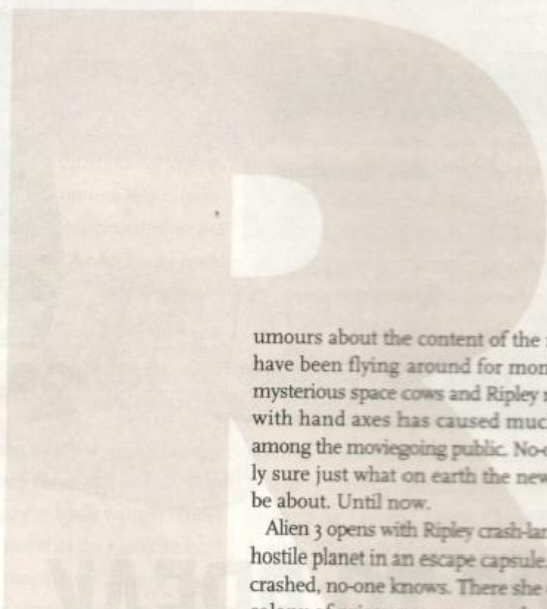 R
umours about the content of the
have been flying around for mon
mysterious space cows and Ripley
with hand axes has caused muc
among the moviegoing public. No-
ly sure just what on earth the new
be about. Until now.
Alien 3 opens with Ripley crash-lan
hostile planet in an escape capsule.
crashed, no-one knows. There she